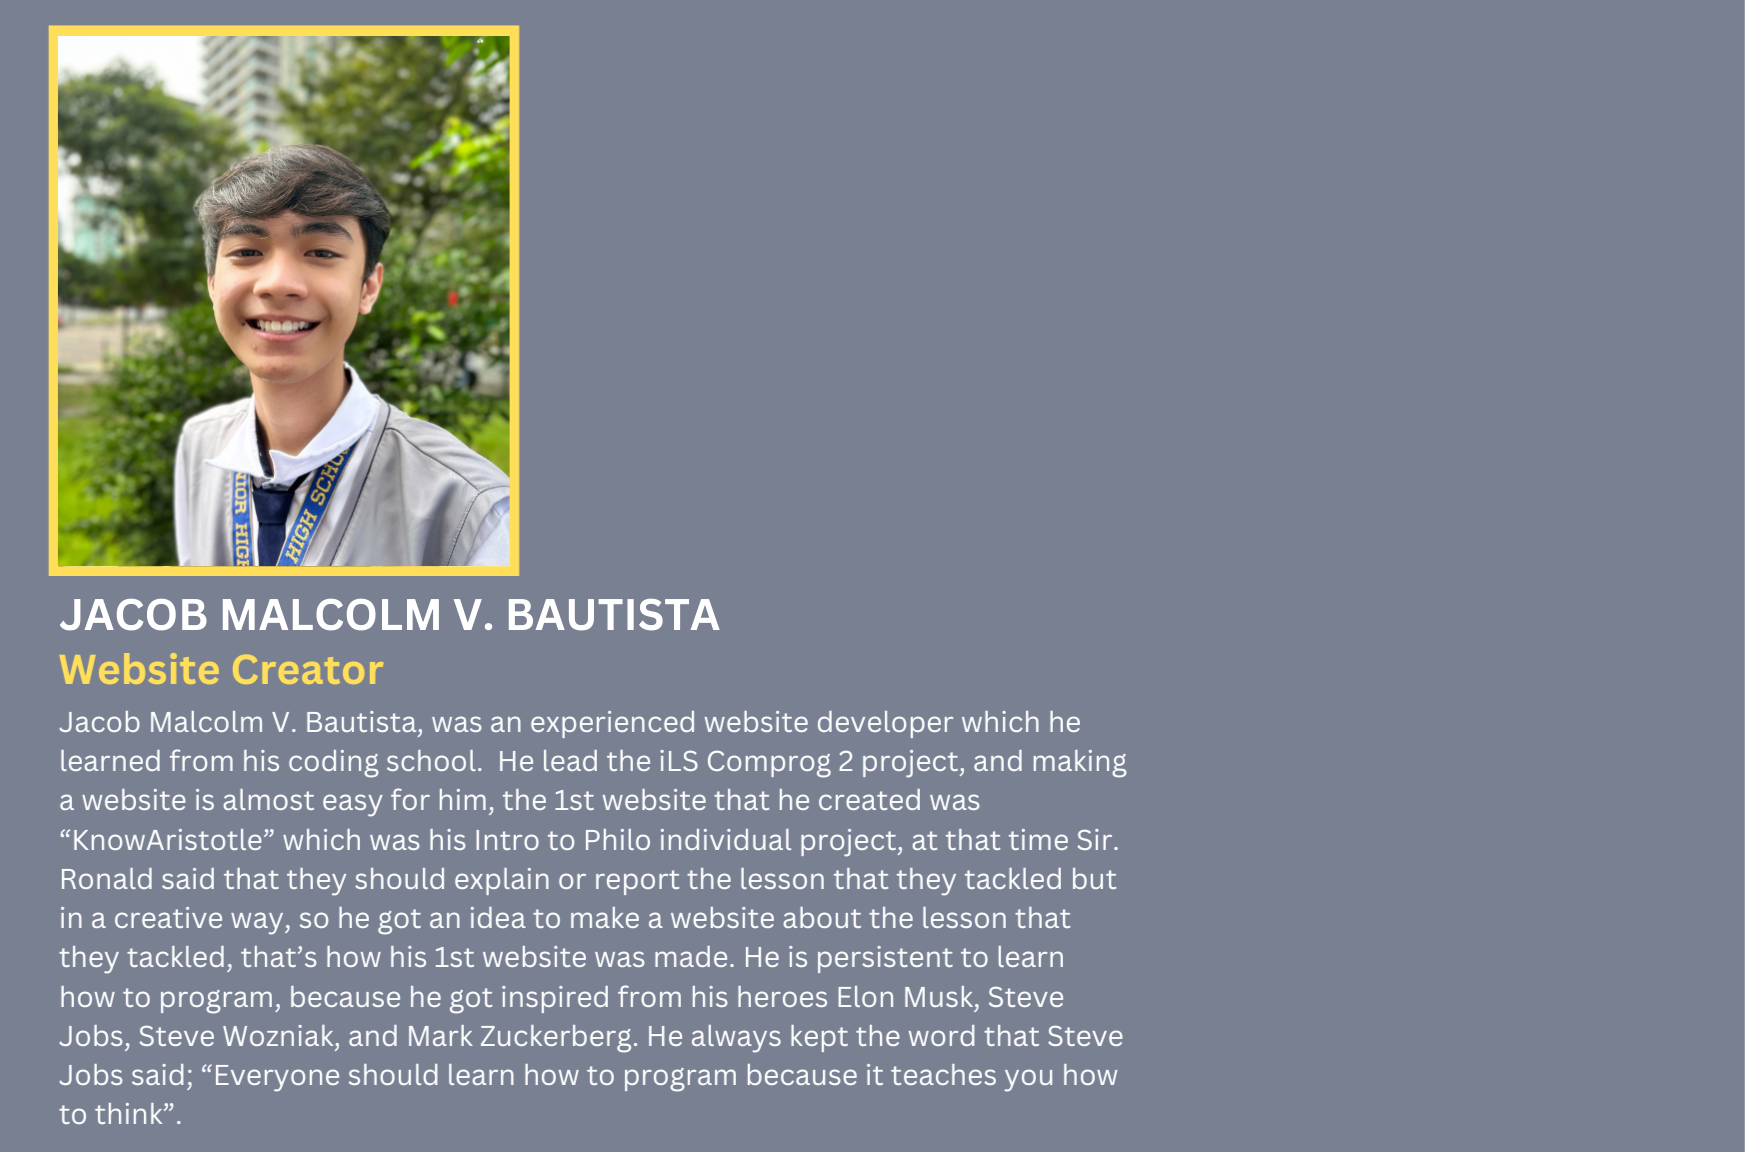 NIOR HIGH
HIGH SCHOO
JACOB MALCOLM V. BAUTISTA
Website Creator
Jacob Malcolm V. Bautista, was an experienced website developer which he
learned from his coding school.  He lead the iLS Comprog 2 project, and making
a website is almost easy for him, the 1st website that he created was
“KnowAristotle” which was his Intro to Philo individual project, at that time Sir.
Ronald said that they should explain or report the lesson that they tackled but
in a creative way, so he got an idea to make a website about the lesson that
they tackled, that’s how his 1st website was made. He is persistent to learn
how to program, because he got inspired from his heroes Elon Musk, Steve
Jobs, Steve Wozniak, and Mark Zuckerberg. He always kept the word that Steve
Jobs said; “Everyone should learn how to program because it teaches you how
to think”.